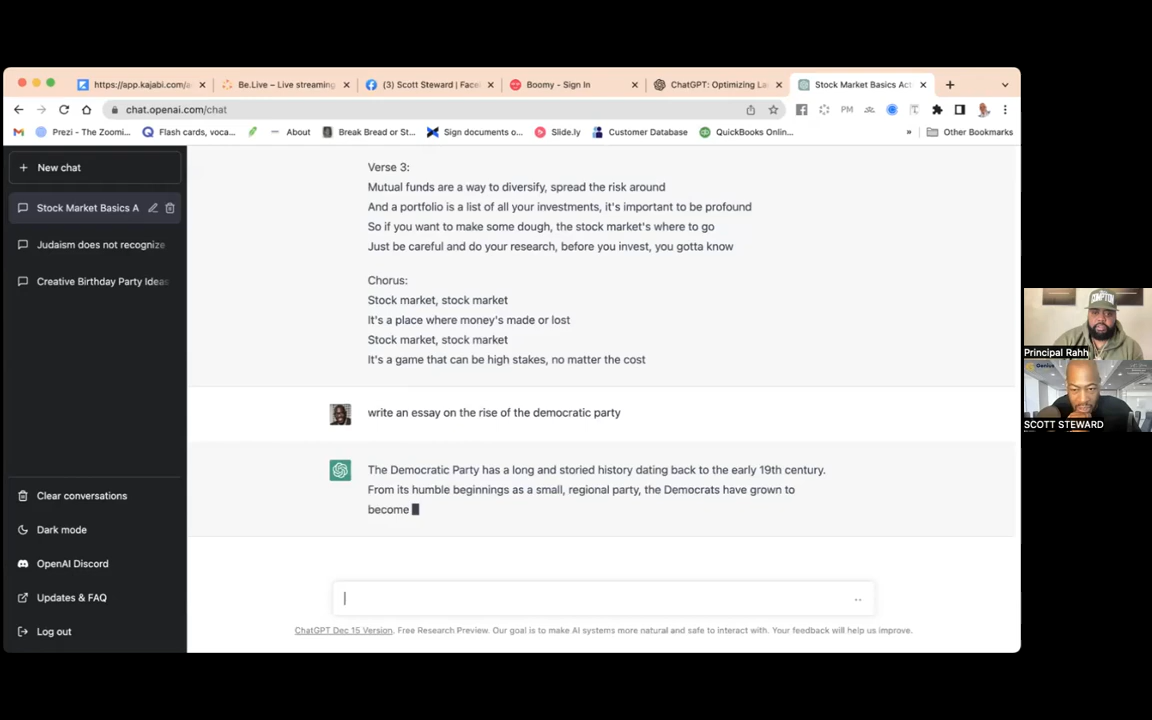 https://app.kajabi.com/a
Be.Live – Live streaming
(3) Scott Steward | Face
Boomy - Sign In
ChatGPT: Optimizing La
Stock Market Basics Act
chat.openai.com/chat
Prezi - The Zoomi...
Flash cards, voca...
About
Break Bread or St...
Sign documents o...
Slide.ly
Customer Database
QuickBooks Onlin...
Other Bookmarks
New chat
Stock Market Basics A
Judaism does not recognize
Creative Birthday Party Ideas
Verse 3:
Mutual funds are a way to diversify, spread the risk around
And a portfolio is a list of all your investments, it's important to be profound
So if you want to make some dough, the stock market's where to go
Just be careful and do your research, before you invest, you gotta know
Chorus:
Stock market, stock market
It's a place where money's made or lost
Stock market, stock market
It's a game that can be high stakes, no matter the cost
write an essay on the rise of the democratic party
The Democratic Party has a long and storied history dating back to the early 19th century.
From its humble beginnings as a small, regional party, the Democrats have grown to
become
Clear conversations
Dark mode
OpenAI Discord
Updates & FAQ
Log out
ChatGPT Dec 15 Version. Free Research Preview. Our goal is to make AI systems more natural and safe to interact with. Your feedback will help us improve.
COMPTON
Principal Rahh
Genius
SCOTT STEWARD